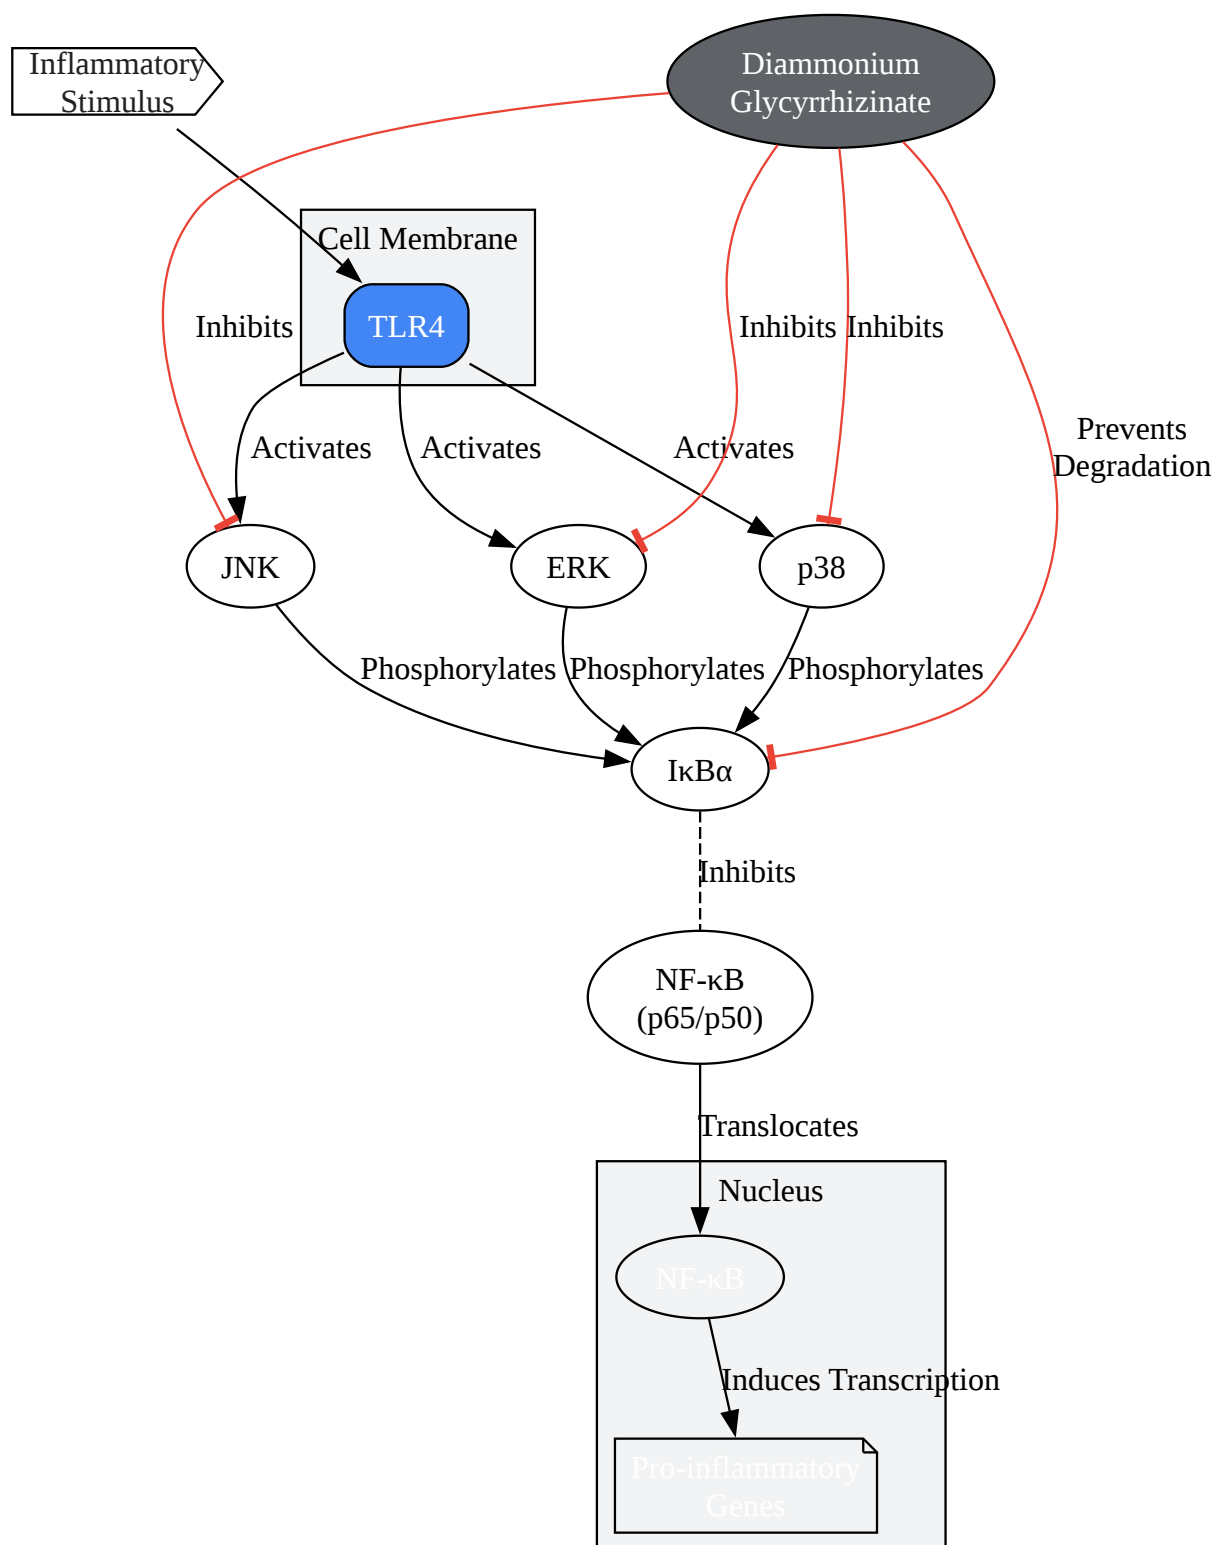 Inflammatory
Stimulus
Diammonium
Glycyrrhizinate
Cell Membrane
TLR4
Inhibits
Inhibits
Inhibits
Activates
Activates
Activates
Prevents
Degradation
JNK
ERK
p38
Phosphorylates
Phosphorylates
Phosphorylates
IκBα
Inhibits
NF-κB
(p65/p50)
Translocates
Nucleus
NF-κB
Induces Transcription
Pro-inflammatory
Genes